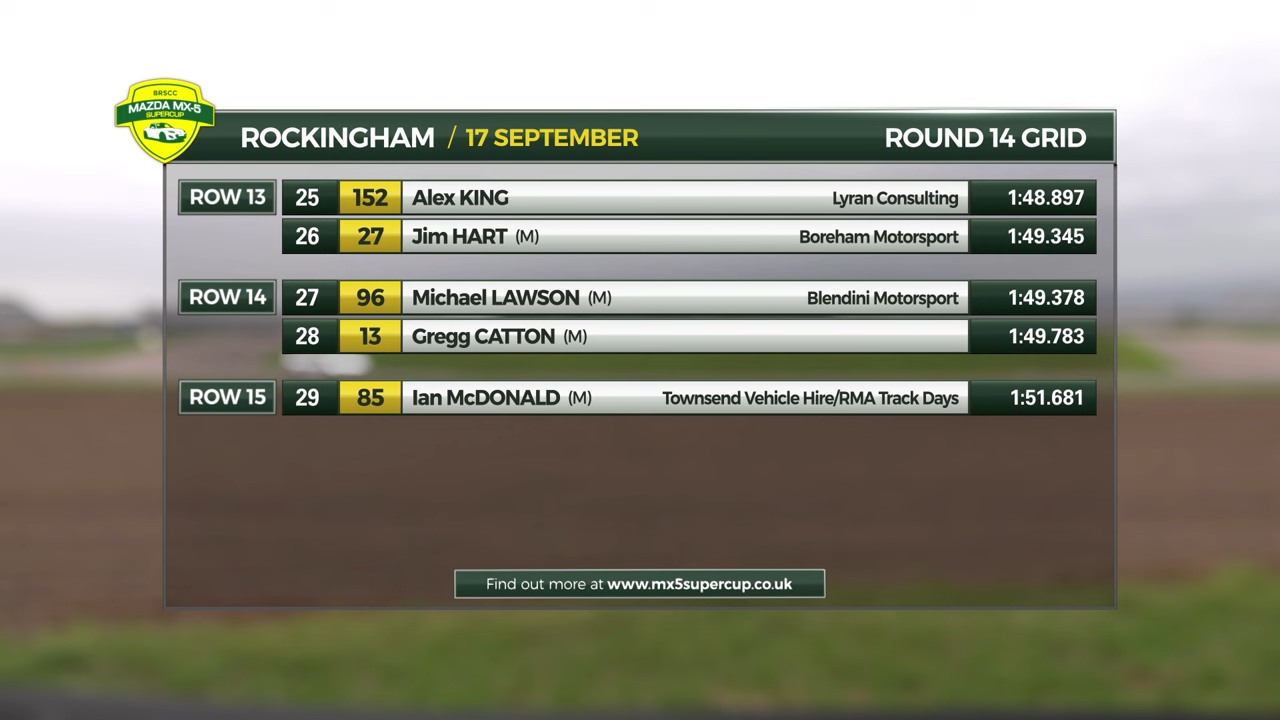 BRSCC
MAZDA MX-5
SUPERCUP
ROCKINGHAM / 17 SEPTEMBER ROUND 14 GRID
ROW 13 25 152 Alex KING Lyran Consulting 1:48.897
26 27 Jim HART (M) Boreham Motorsport 1:49.345
ROW 14 27 96 Michael LAWSON (M) Blendini Motorsport 1:49.378
28 13 Gregg CATTON (M) 1:49.783
ROW 15 29 85 Ian McDONALD (M) Townsend Vehicle Hire/RMA Track Days 1:51.681
Find out more at www.mx5supercup.co.uk